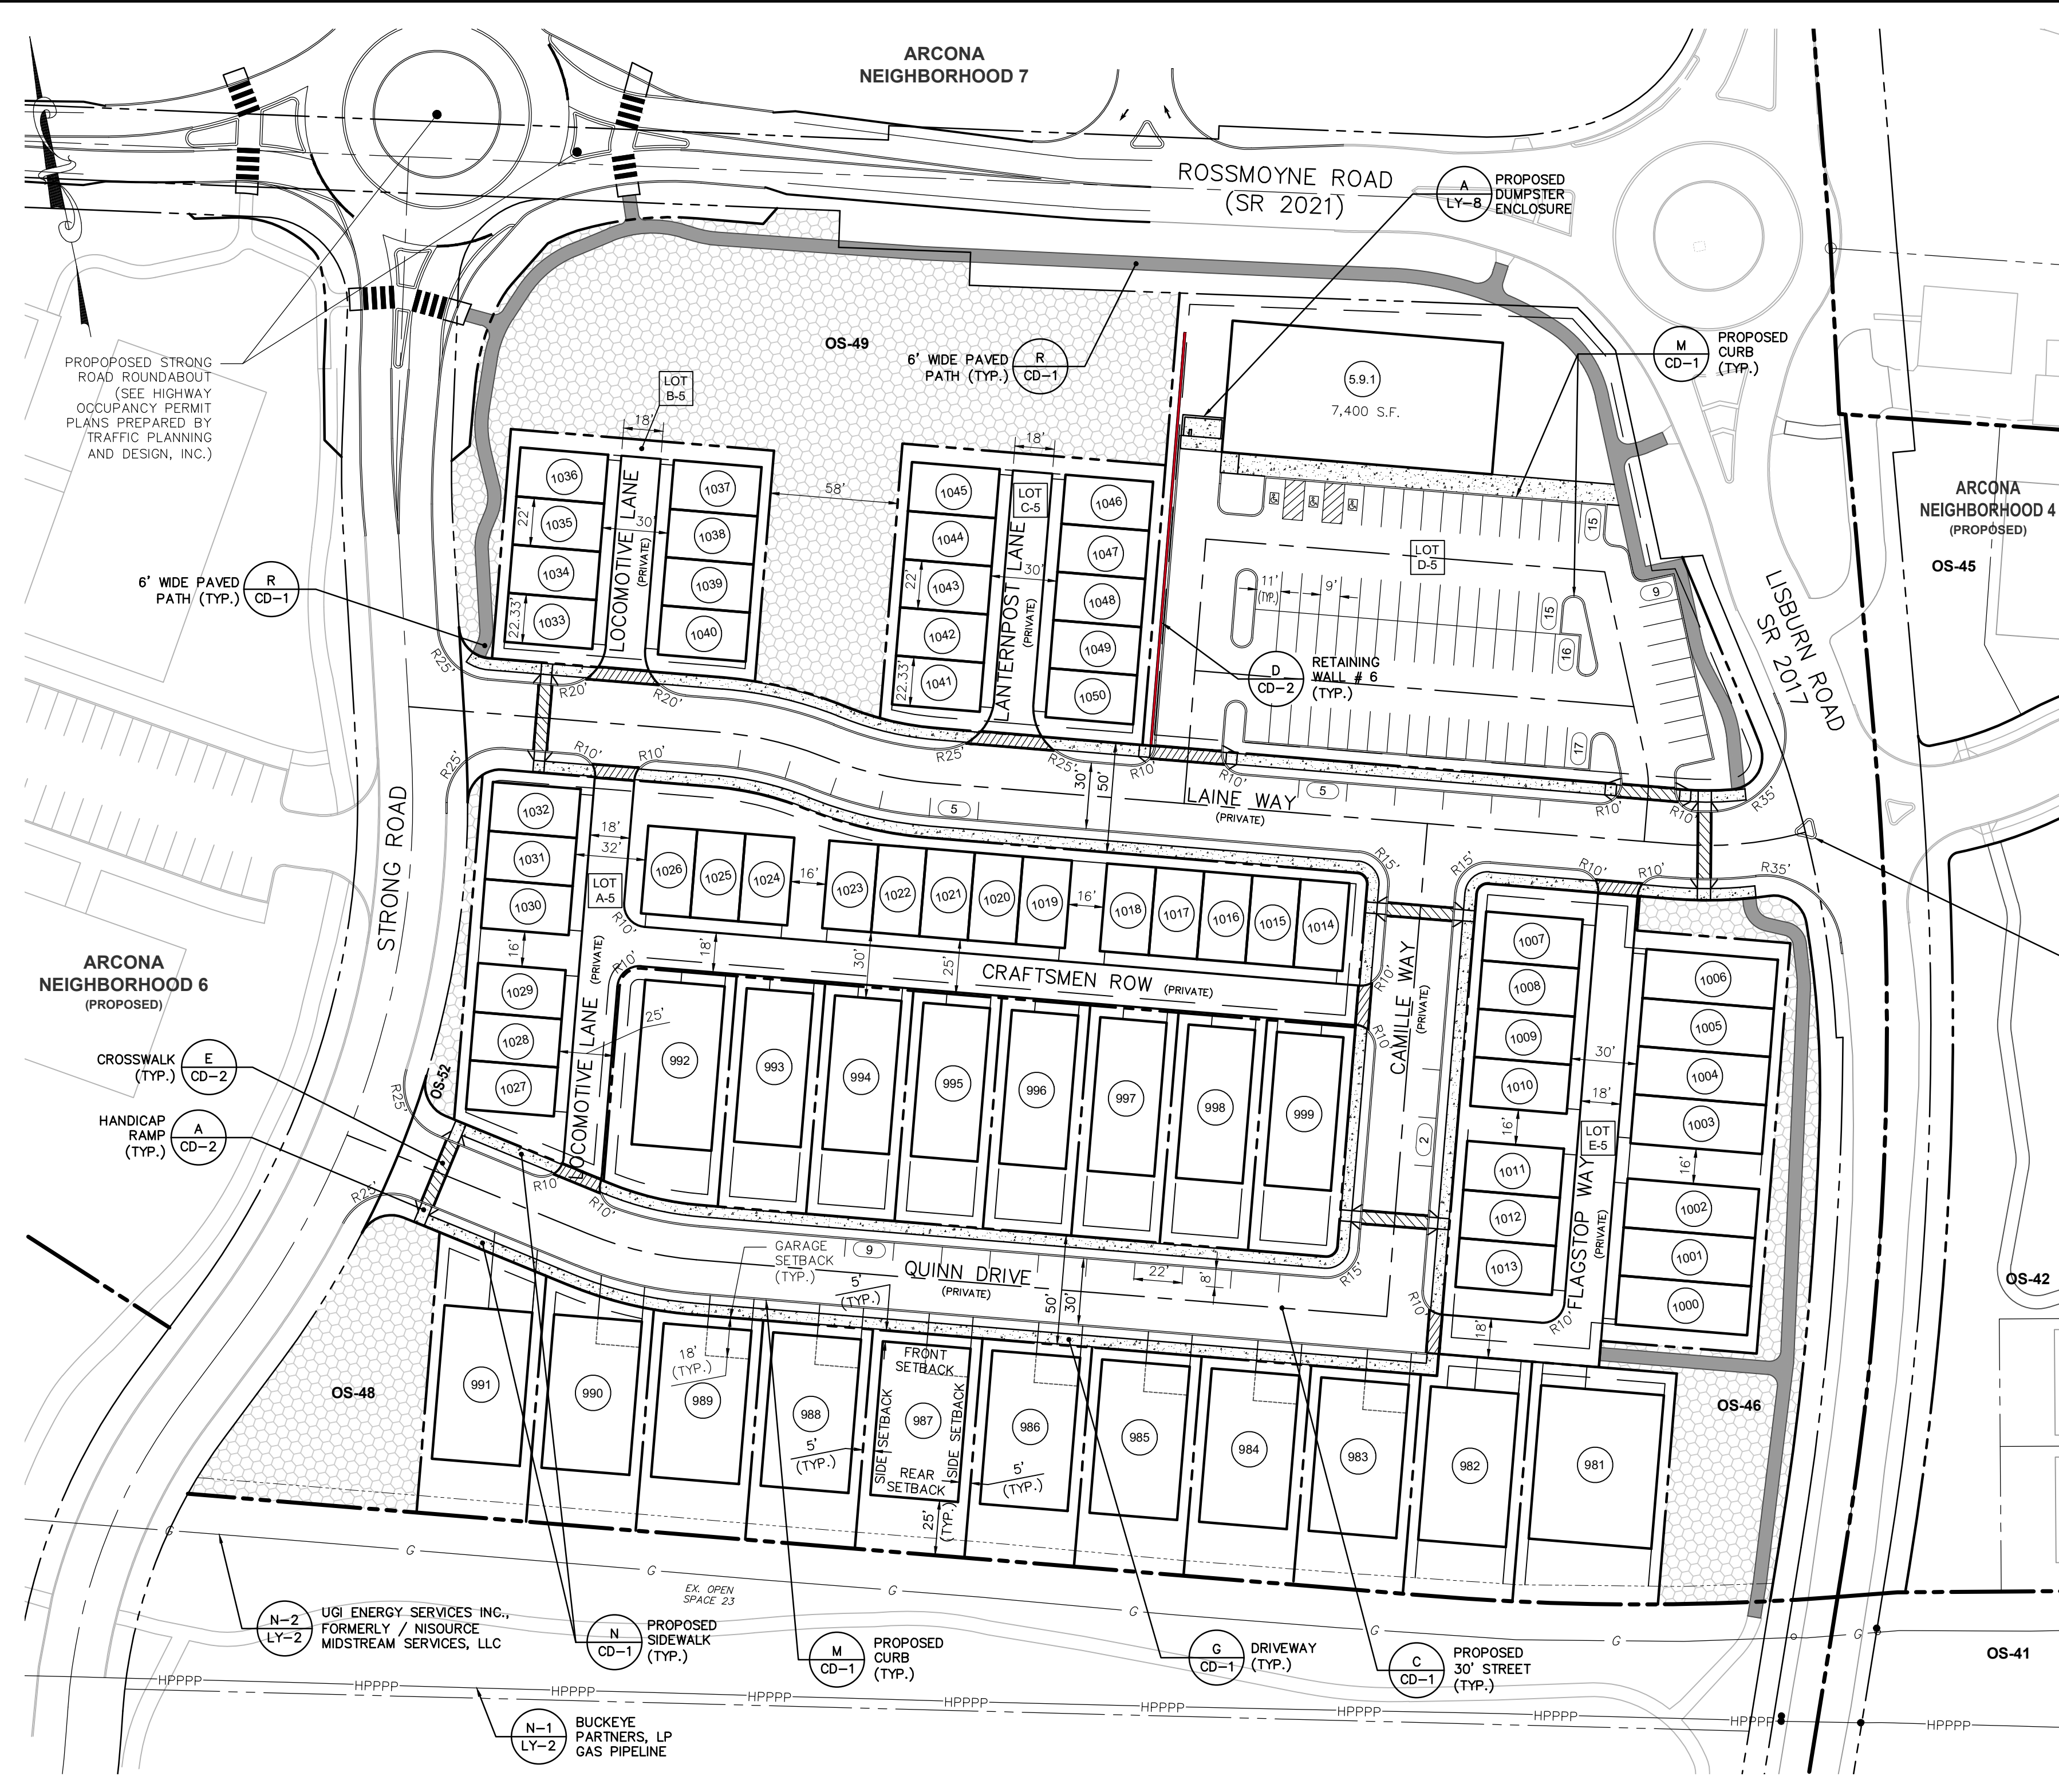 ARCONA
NEIGHBORHOOD 7
ROSSMOYNE ROAD
(SR 2021)
A
LY-8
PROPOSED
DUMPSTER
ENCLOSURE
PROPOPOSED STRONG
ROAD ROUNDABOUT
(SEE HIGHWAY
OCCUPANCY PERMIT
PLANS PREPARED BY
TRAFFIC PLANNING
AND DESIGN, INC.)
OS-49
6' WIDE PAVED
PATH (TYP.)
R
CD-1
M
CD-1
PROPOSED
CURB
(TYP.)
5.9.1
7,400 S.F.
LOT
B-5
18'
18'
1036
1035
1034
1033
22'
22.33'
LOCOMOTIVE LANE
(PRIVATE)
30'
1037
1038
1039
1040
58'
1045
1044
1043
1042
1041
22'
22.33'
LOT
C-5
LANTERNPOST LANE
(PRIVATE)
30'
1046
1047
1048
1049
1050
LOT
D-5
11'
(TYP.)
9'
15
15
16
17
9
D
CD-2
RETAINING
WALL # 6
(TYP.)
ARCONA
NEIGHBORHOOD 4
(PROPOSED)
OS-45
LISBURN ROAD
SR 2017
6' WIDE PAVED
PATH (TYP.)
R
CD-1
R25'
R20'
R20'
R25'
R25'
R10'
R10'
R10'
R10'
R35'
R25'
R10'
R10'
5
5
30'
50'
LAINE WAY
(PRIVATE)
STRONG ROAD
1032
1031
1030
16'
1029
1028
1027
18'
32'
LOT
A-5
R10'
LOCOMOTIVE LANE
(PRIVATE)
1026
1025
1024
16'
1023
1022
1021
1020
1019
16'
1018
1017
1016
1015
1014
R15'
R15'
R10'
R10'
R35'
R10'
18'
30'
25'
CRAFTSMEN ROW (PRIVATE)
R10'
R10'
25'
992
993
994
995
996
997
998
999
CAMILLE WAY
(PRIVATE)
2
1007
1008
1009
1010
16'
1011
1012
1013
30'
18'
LOT
E-5
FLAGSTOP WAY
(PRIVATE)
1006
1005
1004
1003
16'
1002
1001
1000
ARCONA
NEIGHBORHOOD 6
(PROPOSED)
CROSSWALK
(TYP.)
E
CD-2
HANDICAP
RAMP
(TYP.)
A
CD-2
OS-52
R25'
R25'
R10'
R10'
9
GARAGE
SETBACK
(TYP.)
QUINN DRIVE
(PRIVATE)
22'
8'
R15'
R10'
R10'
18'
5'
(TYP.)
50'
30'
OS-42
OS-48
991
990
18'
(TYP.)
989
988
5'
(TYP.)
FRONT
SETBACK
SIDE SETBACK
987
SIDE SETBACK
REAR
SETBACK
25'
(TYP.)
986
5'
(TYP.)
985
984
983
982
981
OS-46
G
G
G
G
G
G
G
G
EX. OPEN
SPACE 23
N-2
LY-2
UGI ENERGY SERVICES INC.,
FORMERLY / NISOURCE
MIDSTREAM SERVICES, LLC
N
CD-1
PROPOSED
SIDEWALK
(TYP.)
M
CD-1
PROPOSED
CURB
(TYP.)
G
CD-1
DRIVEWAY
(TYP.)
C
CD-1
PROPOSED
30' STREET
(TYP.)
OS-41
HPPPP
HPPPP
HPPPP
HPPPP
HPPPP
HPPPP
HPPPP
HPPPP
HPPPP
HPPPP
N-1
LY-2
BUCKEYE
PARTNERS, LP
GAS PIPELINE